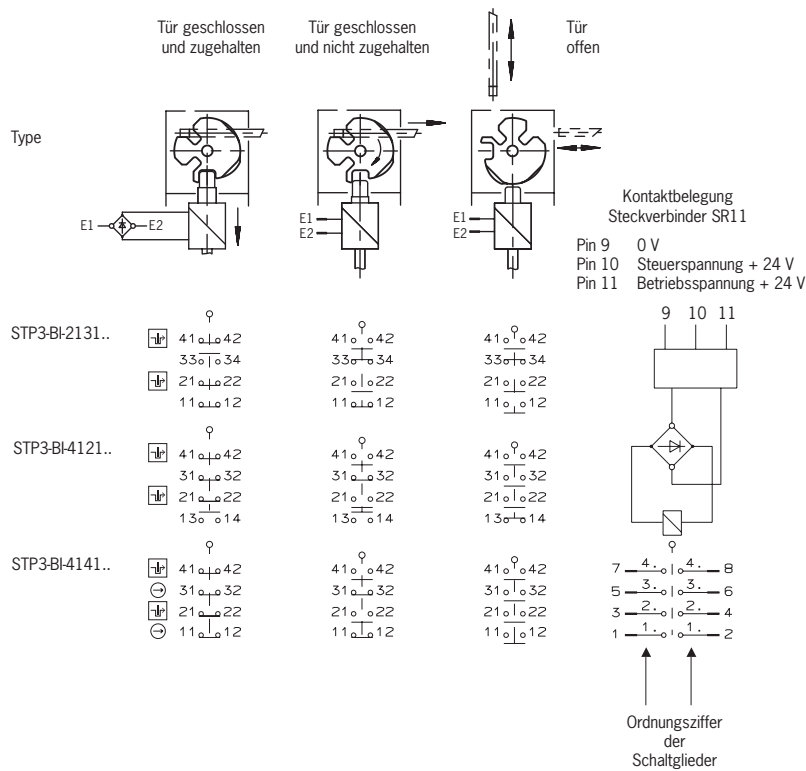 Tür geschlossen
und zugehalten
Tür geschlossen
und nicht zugehalten
Tür
offen
Type
E1 E2
E1
E2
E1
E2
Kontaktbelegung
Steckverbinder SR11
Pin 9 0 V
Pin 10 Steuerspannung + 24 V
Pin 11 Betriebsspannung + 24 V
9 10 11
STP3-BI-2131..
41 42 41 42 41 42
33 34 33 34 33 34
21 22 21 22 21 22
11 12 11 12 11 12
STP3-BI-4121..
41 42 41 42 41 42
31 32 31 32 31 32
21 22 21 22 21 22
13 14 13 14 13 14
STP3-BI-4141..
41 42 41 42 41 42
31 32 31 32 31 32
21 22 21 22 21 22
11 12 11 12 11 12
7 4. 4. 8
5 3. 3. 6
3 2. 2. 4
1 1. 1. 2
Ordnungsziffer
der
Schaltglieder